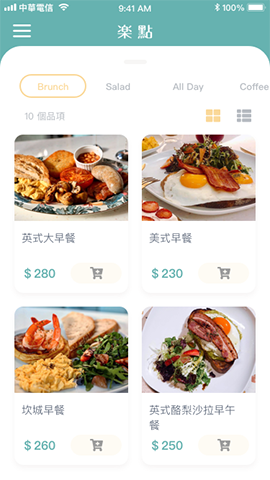 中華電信
9:41 AM
100%
楽點
Brunch
Salad
All Day
Coffee
10 個品項
英式大早餐
美式早餐
$ 280
$ 230
坎城早餐
英式酪梨沙拉早午
餐
$ 260
$ 250